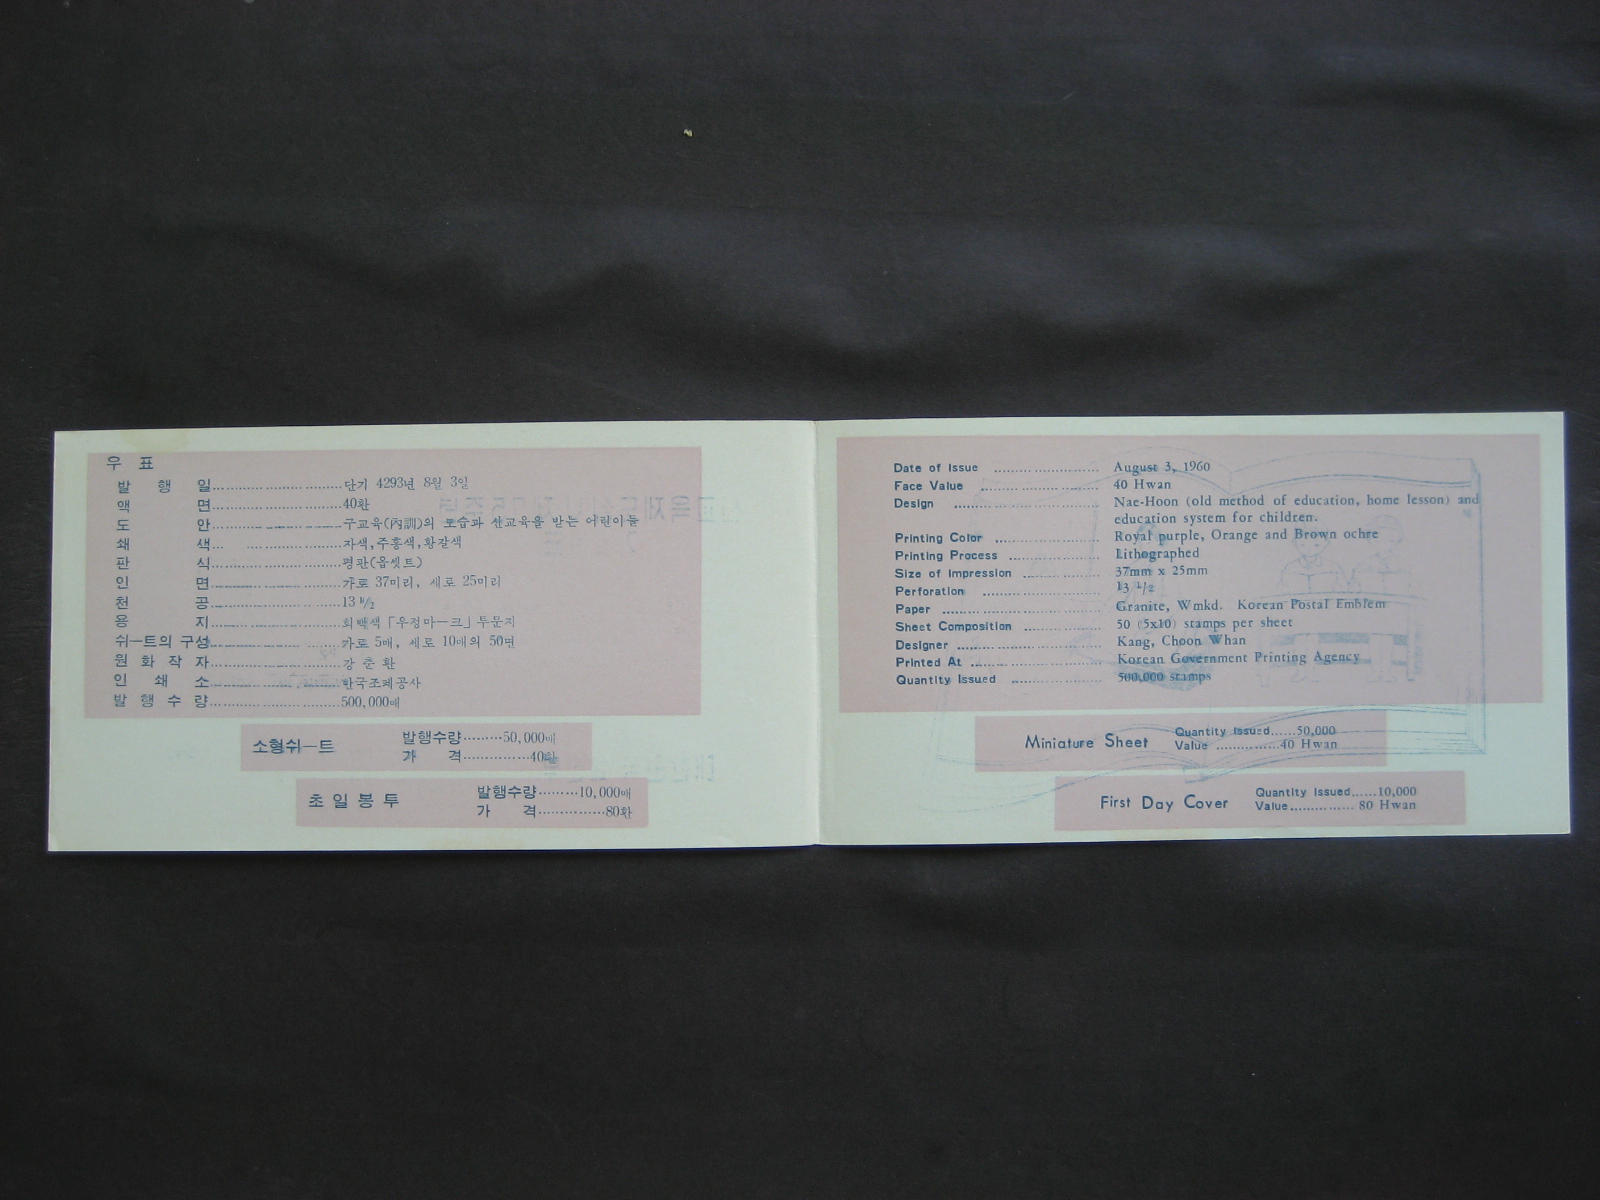 우 표
발 행 일........................단기 4293년 8월 3일
액 면........................40환
도 안........................구교육(內訓)의 모습과 신교육을 받는 어린이들
쇄 색... ................자색,주홍색,황갈색
판 식........................평판(옵셋트)
인 면........................가로 37미리, 세로 25미리
천 공........................13 1/2
용 지........................회백색「우정마—크」투문지
쉬—트의 구성........................가로 5매, 세로 10매의 50면
원 화 작 자........................강 춘 환
인 쇄 소........................한국조폐공사
발 행 수 량........................500,000매
소형쉬—트
발행수량·········50,000매
가 격···············40환
초 일 봉 투
발행수량·········10,000매
가 격···············80환
Date of Issue ........................ August 3, 1960
Face Value ........................ 40 Hwan
Design ........................ Nae-Hoon (old method of education, home lesson) and
education system for children.
Printing Color ........................ Royal purple, Orange and Brown ochre
Printing Process ........................ Lithographed
Size of Impression ........................ 37mm x 25mm
Perforation ........................ 13 1/2
Paper ........................ Granite, Wmkd. Korean Postal Emblem
Sheet Composition ........................ 50 (5x10) stamps per sheet
Designer ........................ Kang, Choon Whan
Printed At ........................ Korean Government Printing Agency
Quantity Issued ........................ 500,000 stamps
Miniature Sheet
Quantity Issued......50,000
Value ................40 Hwan
First Day Cover
Quantity Issued......10,000
Value................ 80 Hwan